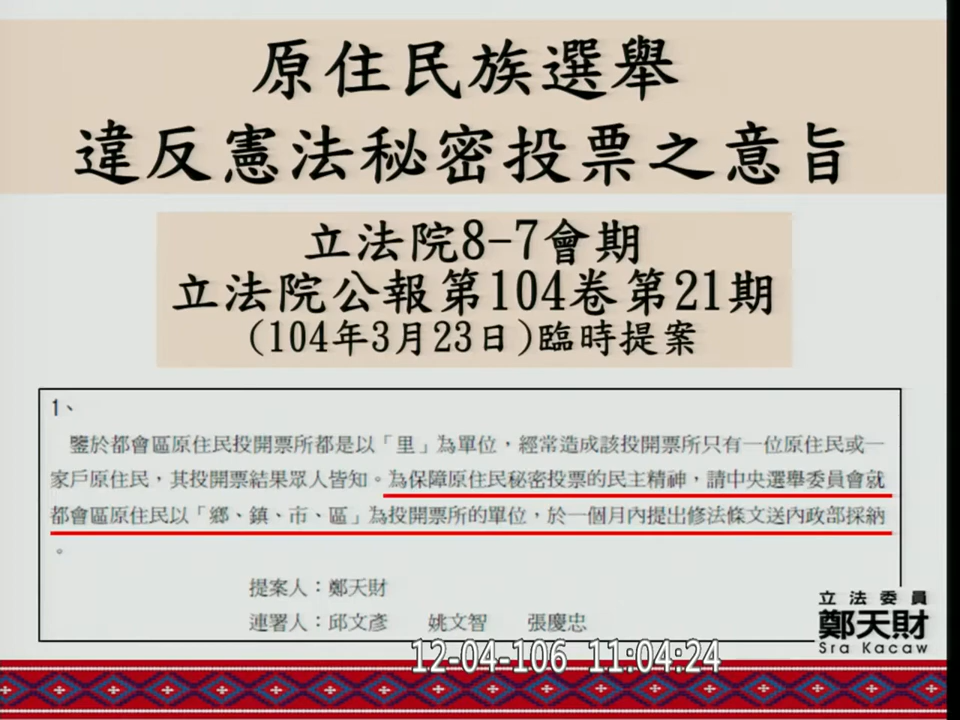 原住民族選舉
違反憲法秘密投票之意旨
立法院8-7會期
立法院公報第104卷第21期
(104年3月23日)臨時提案
1、
鑒於都會區原住民投開票所都是以「里」為單位，經常造成該投開票所只有一位原住民或一
家戶原住民，其投開票結果眾人皆知。為保障原住民秘密投票的民主精神，請中央選舉委員會就
都會區原住民以「鄉、鎮、市、區」為投開票所的單位，於一個月內提出修法條文送內政部採納
。
提案人：鄭天財
連署人：邱文彥　姚文智　張慶忠
立法委員
鄭天財
Sra Kacaw
12-04-106 11:04:24